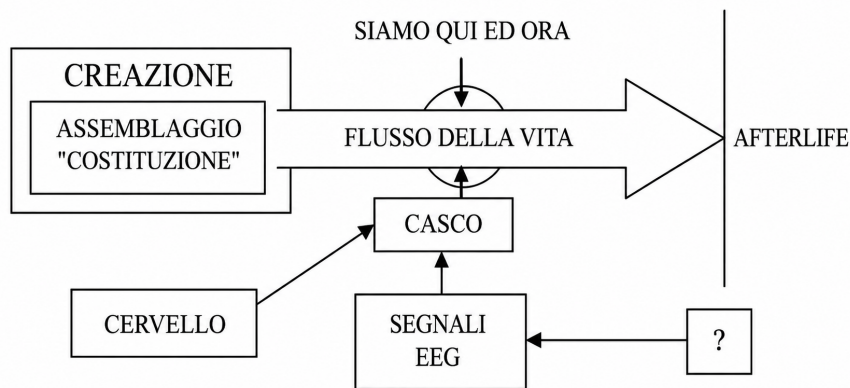 SIAMO QUI ED ORA
CREAZIONE
ASSEMBLAGGIO
"COSTITUZIONE"
FLUSSO DELLA VITA
AFTERLIFE
CASCO
CERVELLO
SEGNALI
EEG
?